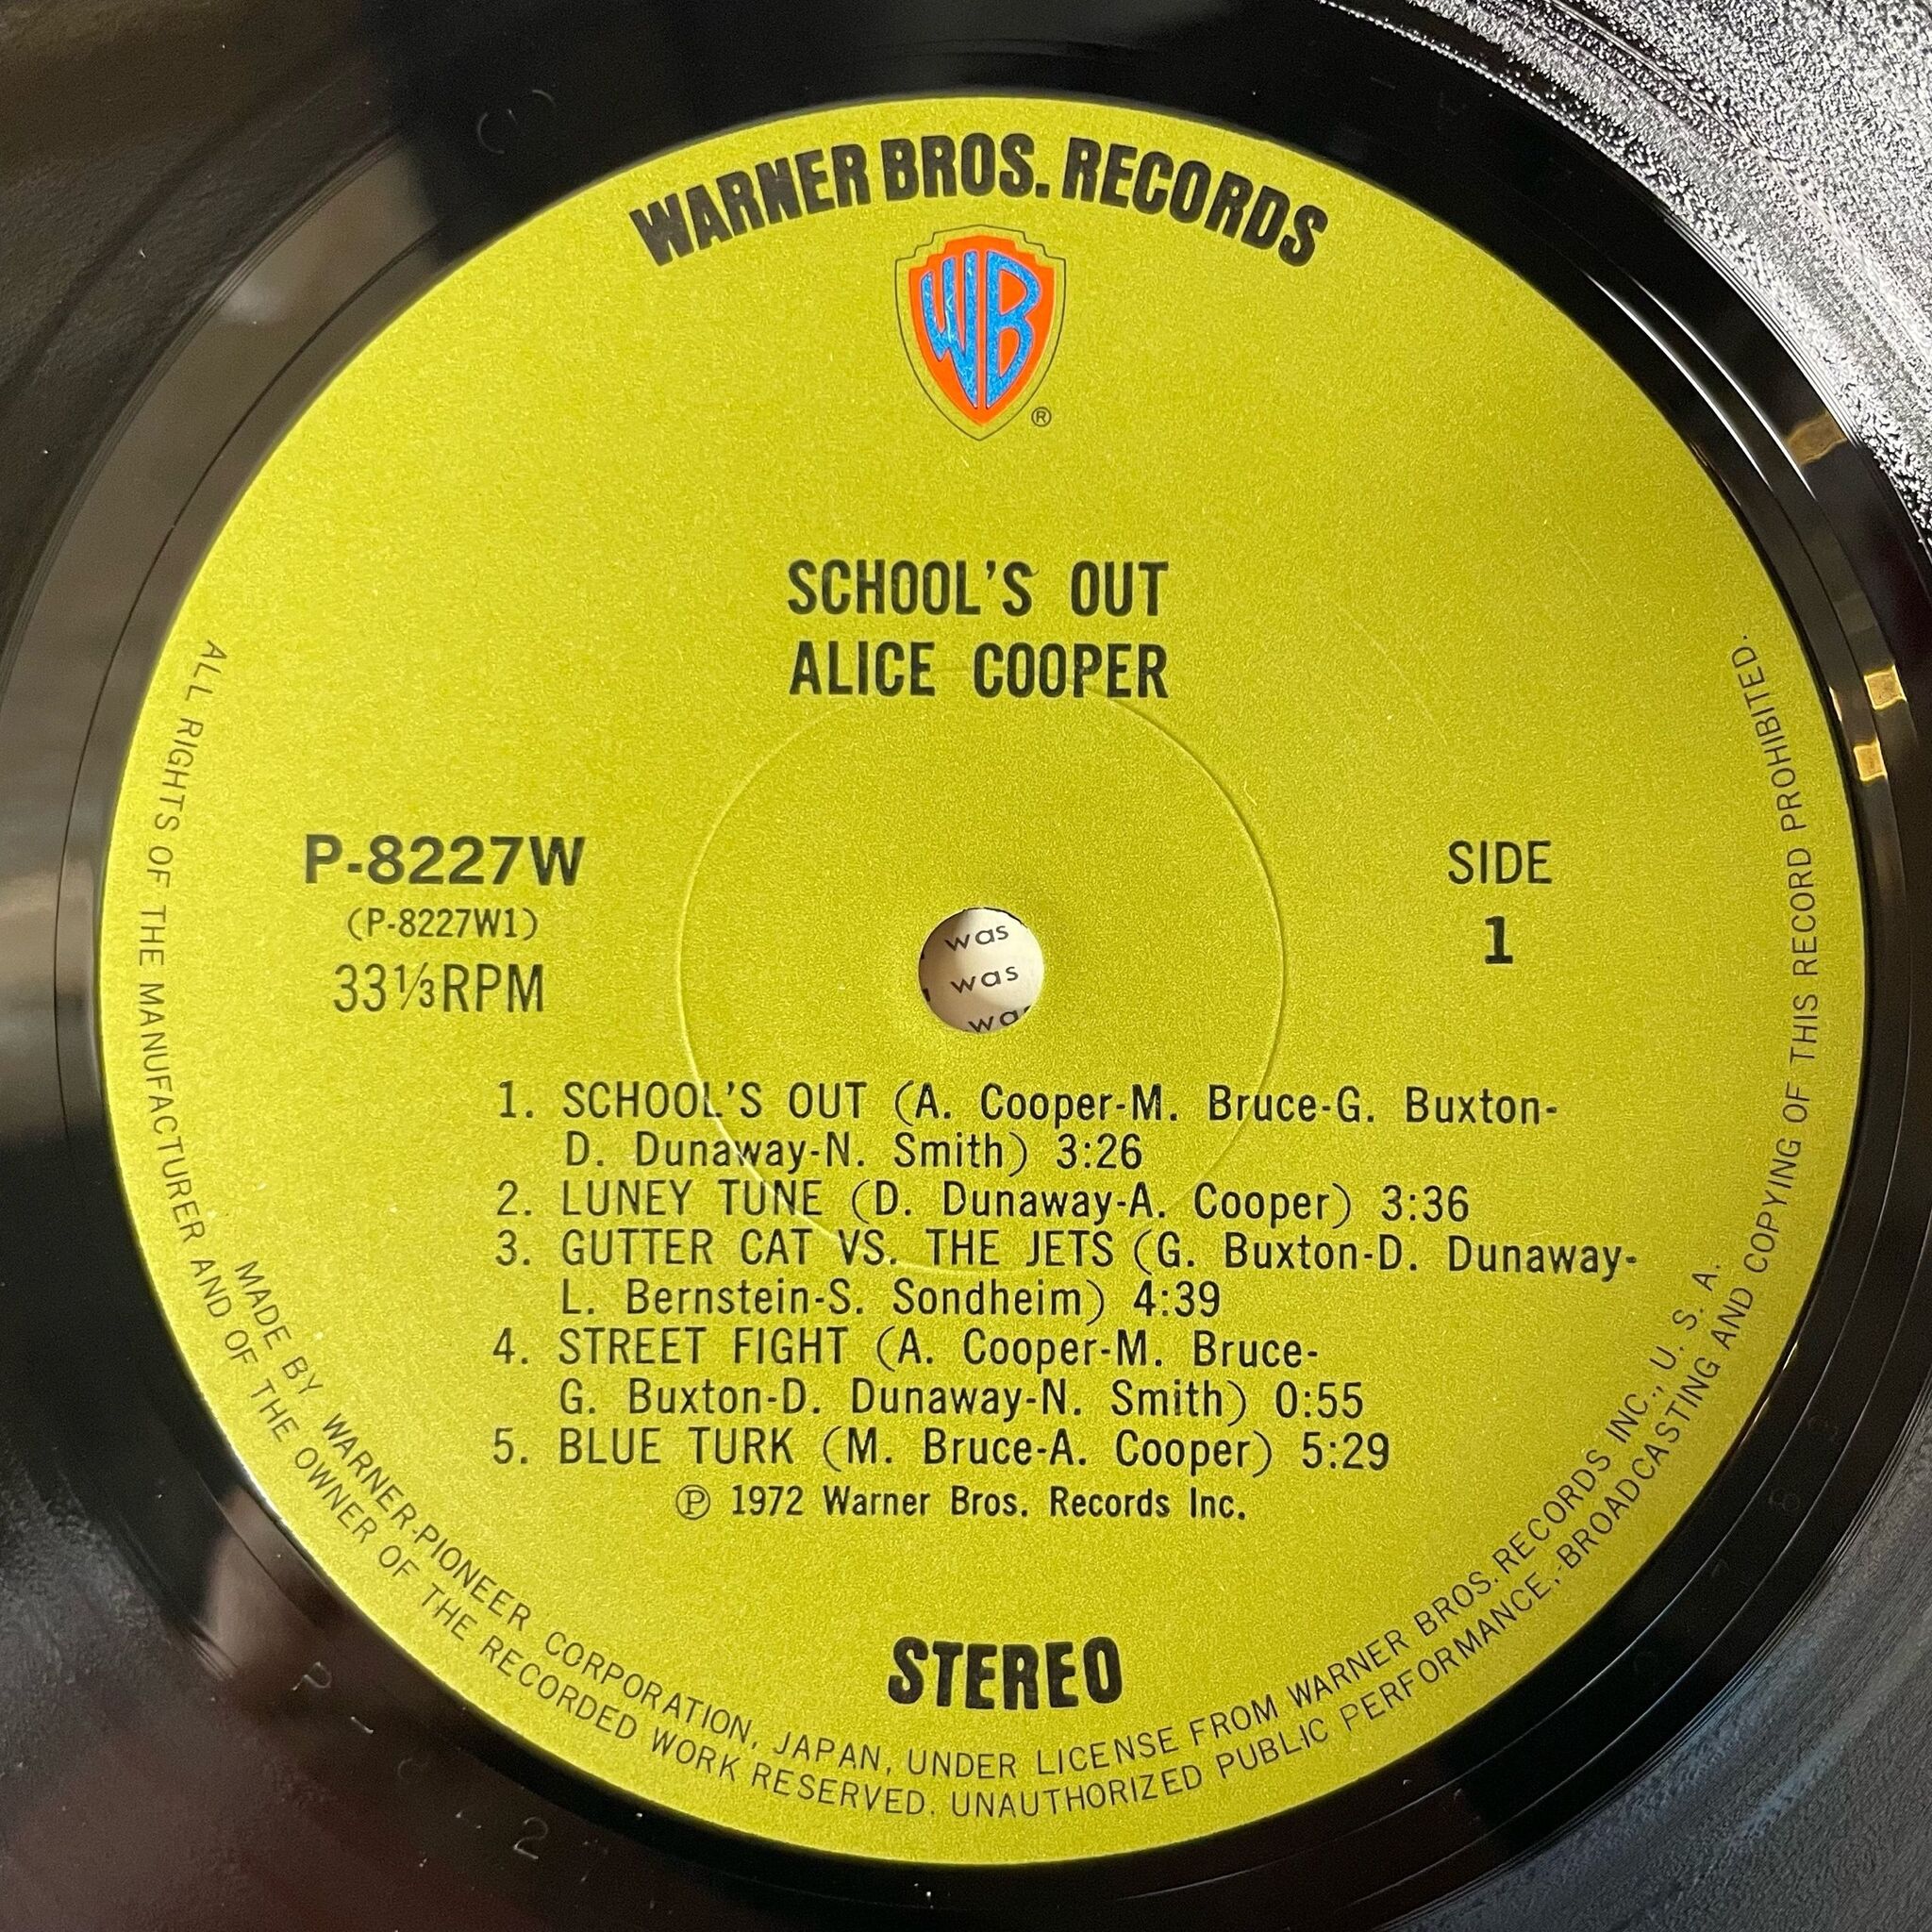 WARNER BROS. RECORDS
WB
®
SCHOOL'S OUT
ALICE COOPER
P-8227W
(P-8227W1)
33⅓RPM
SIDE
1
was
was
was
1. SCHOOL'S OUT (A. Cooper-M. Bruce-G. Buxton-
D. Dunaway-N. Smith) 3:26
2. LUNEY TUNE (D. Dunaway-A. Cooper) 3:36
3. GUTTER CAT VS. THE JETS (G. Buxton-D. Dunaway-
L. Bernstein-S. Sondheim) 4:39
4. STREET FIGHT (A. Cooper-M. Bruce-
G. Buxton-D. Dunaway-N. Smith) 0:55
5. BLUE TURK (M. Bruce-A. Cooper) 5:29
℗ 1972 Warner Bros. Records Inc.
STEREO
MADE BY WARNER-PIONEER CORPORATION, JAPAN, UNDER LICENSE FROM WARNER BROS. RECORDS INC., U. S. A.
ALL RIGHTS OF THE MANUFACTURER AND OF THE OWNER OF THE RECORDED WORK RESERVED. UNAUTHORIZED PUBLIC PERFORMANCE,-BROADCASTING AND COPYING OF THIS RECORD PROHIBITED.